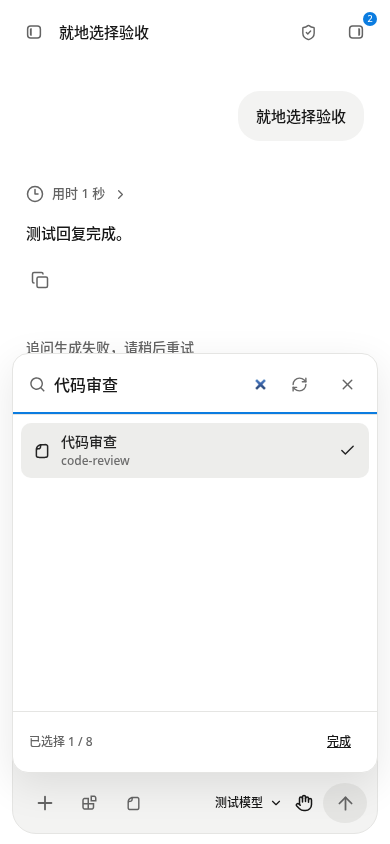 就地选择验收
2
就地选择验收
用时 1 秒
测试回复完成。
追问生成失败，请稍后重试
代码审查
代码审查
code-review
已选择 1 / 8
完成
测试模型